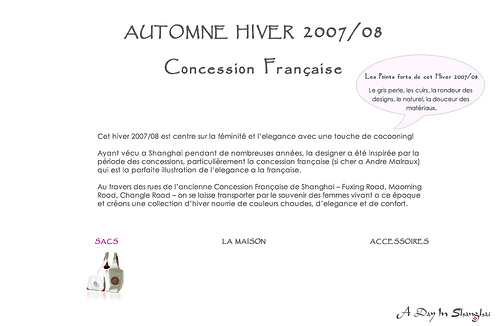 AUTOMNE HIVER 2007/08
Concession Française
Les Points forts de cet Hiver 2007/08
Le gris perle, les cuirs, la rondeur des
designs, le naturel, la douceur des
matériaux.
Cet hiver 2007/08 est centre sur la féminité et l'elegance avec une touche de cocooning!
Ayant vécu a Shanghai pendant de nombreuses années, la designer a été inspirée par la
période des concessions, particulièrement la concession française (si cher a Andre Malraux)
qui est la parfaite illustration de l'elegance a la française.
Au travers des rues de l'ancienne Concession Française de Shanghai – Fuxing Road, Maoming
Road, Changle Road – on se laisse transporter par le souvenir des femmes vivant a ce époque
et créons une collection d'hiver nourrie de couleurs chaudes, d'elegance et de confort.
SACS
LA MAISON
ACCESSOIRES
A Day In Shanghai